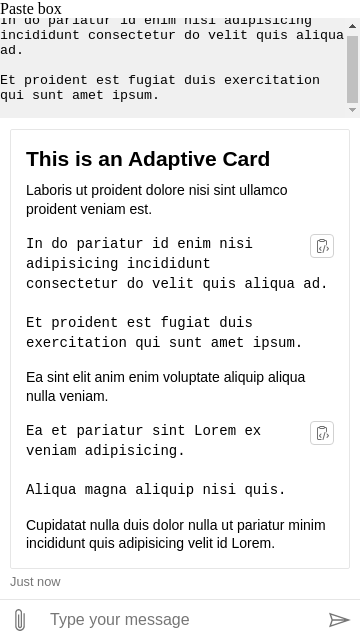 Paste box
In do pariatur id enim nisi adipisicing
incididunt consectetur do velit quis aliqua
ad.
Et proident est fugiat duis exercitation
qui sunt amet ipsum.
This is an Adaptive Card
Laboris ut proident dolore nisi sint ullamco
proident veniam est.
In do pariatur id enim nisi
adipisicing incididunt
consectetur do velit quis aliqua ad.
Et proident est fugiat duis
exercitation qui sunt amet ipsum.
Ea sint elit anim enim voluptate aliquip aliqua
nulla veniam.
Ea et pariatur sint Lorem ex
veniam adipisicing.
Aliqua magna aliquip nisi quis.
Cupidatat nulla duis dolor nulla ut pariatur minim
incididunt quis adipisicing velit id Lorem.
Just now
Type your message